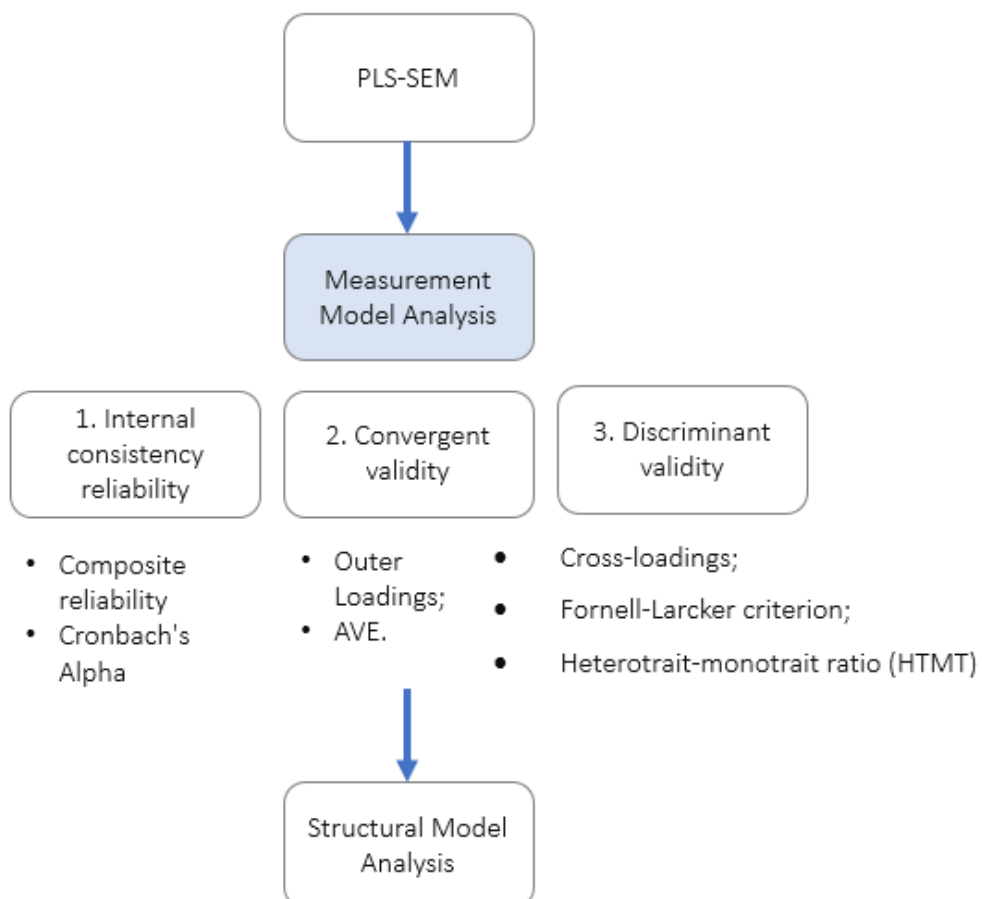 PLS-SEM
Measurement
Model Analysis
1. Internal
consistency
reliability
2. Convergent
validity
3. Discriminant
validity
• Composite
reliability
• Cronbach's
Alpha
• Outer
Loadings;
• AVE.
• Cross-loadings;
• Fornell-Larcker criterion;
• Heterotrait-monotrait ratio (HTMT)
Structural Model
Analysis